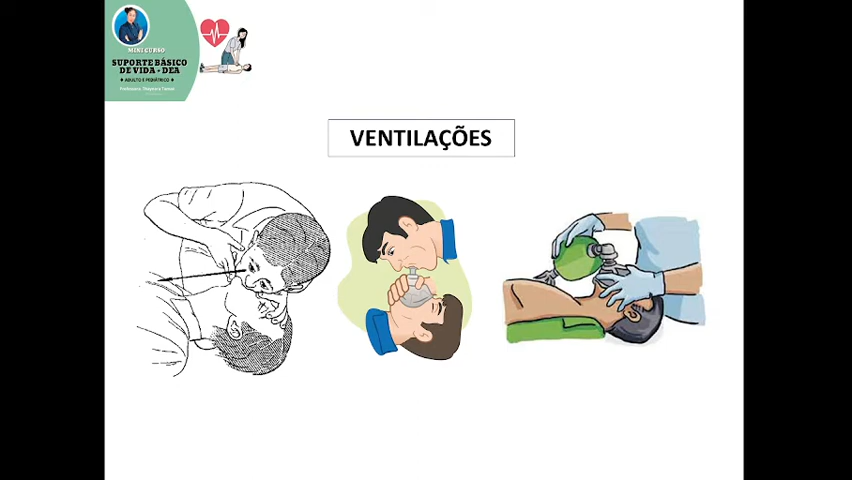 MINI CURSO
SUPORTE BÁSICO
DE VIDA - DEA
ADULTO E PEDIÁTRICO
VENTILAÇÕES